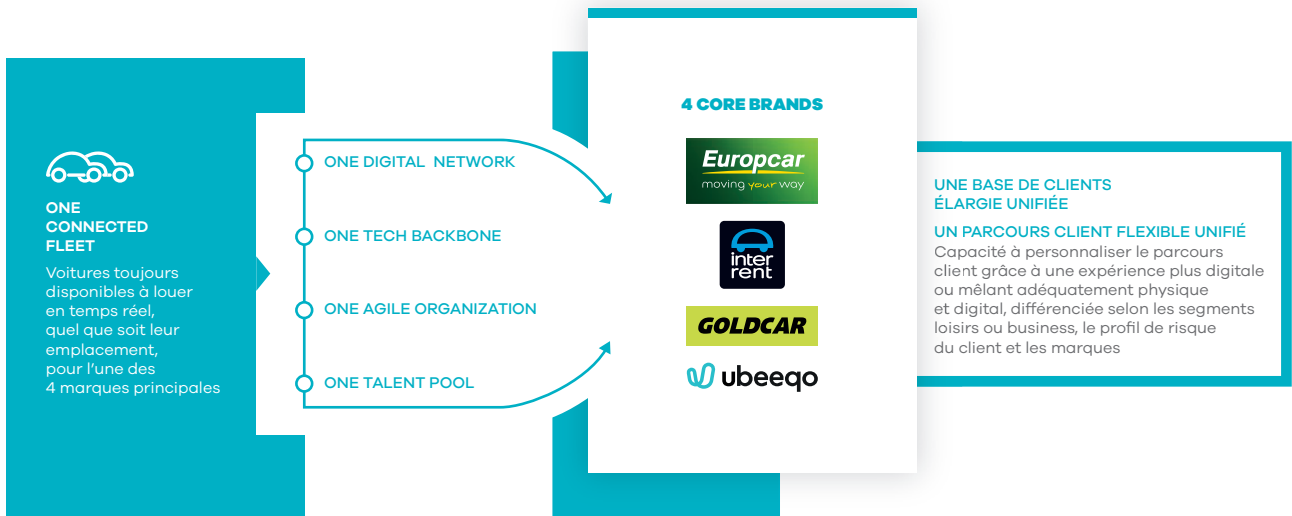 ONE
CONNECTED
FLEET
Voitures toujours
disponibles à louer
en temps réel,
quel que soit leur
emplacement,
pour l’une des
4 marques principales
ONE DIGITAL NETWORK
ONE TECH BACKBONE
ONE AGILE ORGANIZATION
ONE TALENT POOL
4 CORE BRANDS
Europcar
moving your way
inter
rent
GOLDCAR
ubeeqo
UNE BASE DE CLIENTS
ÉLARGIE UNIFIÉE
UN PARCOURS CLIENT FLEXIBLE UNIFIÉ
Capacité à personnaliser le parcours
client grâce à une expérience plus digitale
ou mêlant adéquatement physique
et digital, différenciée selon les segments
loisirs ou business, le profil de risque
du client et les marques